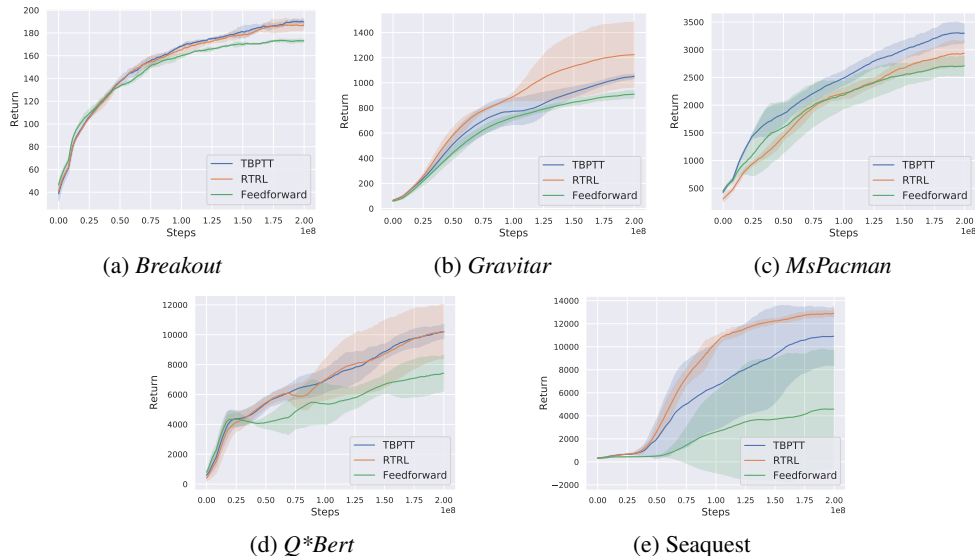 200
180
160
140
120
100
80
60
40
Return
TBPTT
RTRL
Feedforward
0.00 0.25 0.50 0.75 1.00 1.25 1.50 1.75 2.00
Steps
1e8
(a) Breakout
1400
1200
1000
800
600
400
200
0
Return
TBPTT
RTRL
Feedforward
0.00 0.25 0.50 0.75 1.00 1.25 1.50 1.75 2.00
Steps
1e8
(b) Gravitar
3500
3000
2500
2000
1500
1000
500
Return
TBPTT
RTRL
Feedforward
0.00 0.25 0.50 0.75 1.00 1.25 1.50 1.75 2.00
Steps
1e8
(c) MsPacman
12000
10000
8000
6000
4000
2000
0
Return
TBPTT
RTRL
Feedforward
0.00 0.25 0.50 0.75 1.00 1.25 1.50 1.75 2.00
Steps
1e8
(d) Q*Bert
14000
12000
10000
8000
6000
4000
2000
0
−2000
Return
TBPTT
RTRL
Feedforward
0.00 0.25 0.50 0.75 1.00 1.25 1.50 1.75 2.00
Steps
1e8
(e) Seaquest